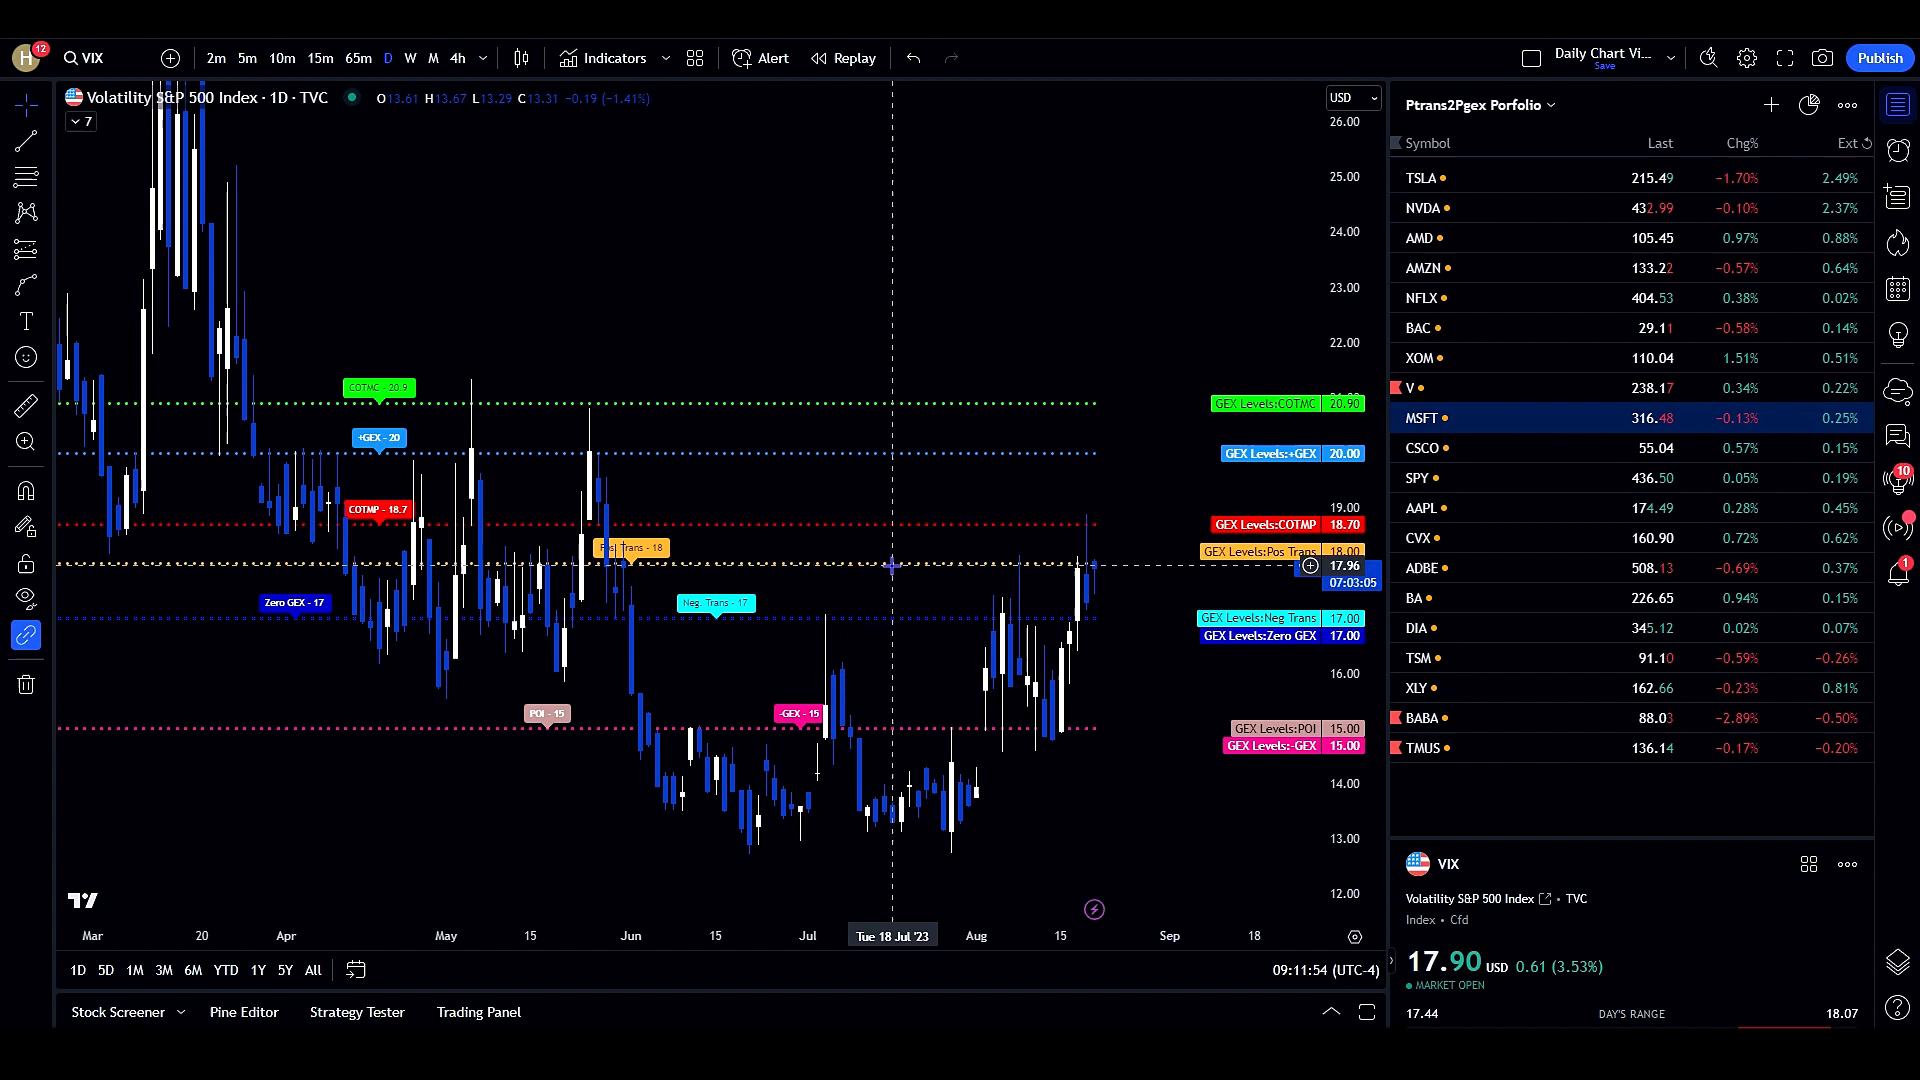 H 12 VIX 2m 5m 10m 15m 65m D W M 4h Indicators Alert Replay Daily Chart Vi... Save Publish
Volatility S&P 500 Index · 1D · TVC O13.61 H13.67 L13.29 C13.31 −0.19 (−1.41%)
7
USD
26.00
25.00
24.00
23.00
22.00
COTMC - 20.9
GEX Levels:COTMC 20.90
+GEX - 20
GEX Levels:+GEX 20.00
19.00
COTMP - 18.7
GEX Levels:COTMP 18.70
Pos. Trans - 18
GEX Levels:Pos Trans 18.00
17.96
07:03:05
Zero GEX - 17
Neg. Trans - 17
GEX Levels:Neg Trans 17.00
GEX Levels:Zero GEX 17.00
16.00
POI - 15
-GEX - 15
GEX Levels:POI 15.00
GEX Levels:-GEX 15.00
14.00
13.00
12.00
Mar 20 Apr May 15 Jun 15 Jul Tue 18 Jul '23 Aug 15 Sep 18
1D 5D 1M 3M 6M YTD 1Y 5Y All
09:11:54 (UTC-4)
Stock Screener Pine Editor Strategy Tester Trading Panel
Ptrans2Pgex Porfolio
Symbol Last Chg% Ext
TSLA 215.49 −1.70% 2.49%
NVDA 432.99 −0.10% 2.37%
AMD 105.45 0.97% 0.88%
AMZN 133.22 −0.57% 0.64%
NFLX 404.53 0.38% 0.02%
BAC 29.11 −0.58% 0.14%
XOM 110.04 1.51% 0.51%
V 238.17 0.34% 0.22%
MSFT 316.48 −0.13% 0.25%
CSCO 55.04 0.57% 0.15%
SPY 436.50 0.05% 0.19%
AAPL 174.49 0.28% 0.45%
CVX 160.90 0.72% 0.62%
ADBE 508.13 −0.69% 0.37%
BA 226.65 0.94% 0.15%
DIA 345.12 0.02% 0.07%
TSM 91.10 −0.59% −0.26%
XLY 162.66 −0.23% 0.81%
BABA 88.03 −2.89% −0.50%
TMUS 136.14 −0.17% −0.20%
VIX
Volatility S&P 500 Index • TVC
Index • Cfd
17.90 USD 0.61 (3.53%)
MARKET OPEN
17.44 DAY'S RANGE 18.07
10
1